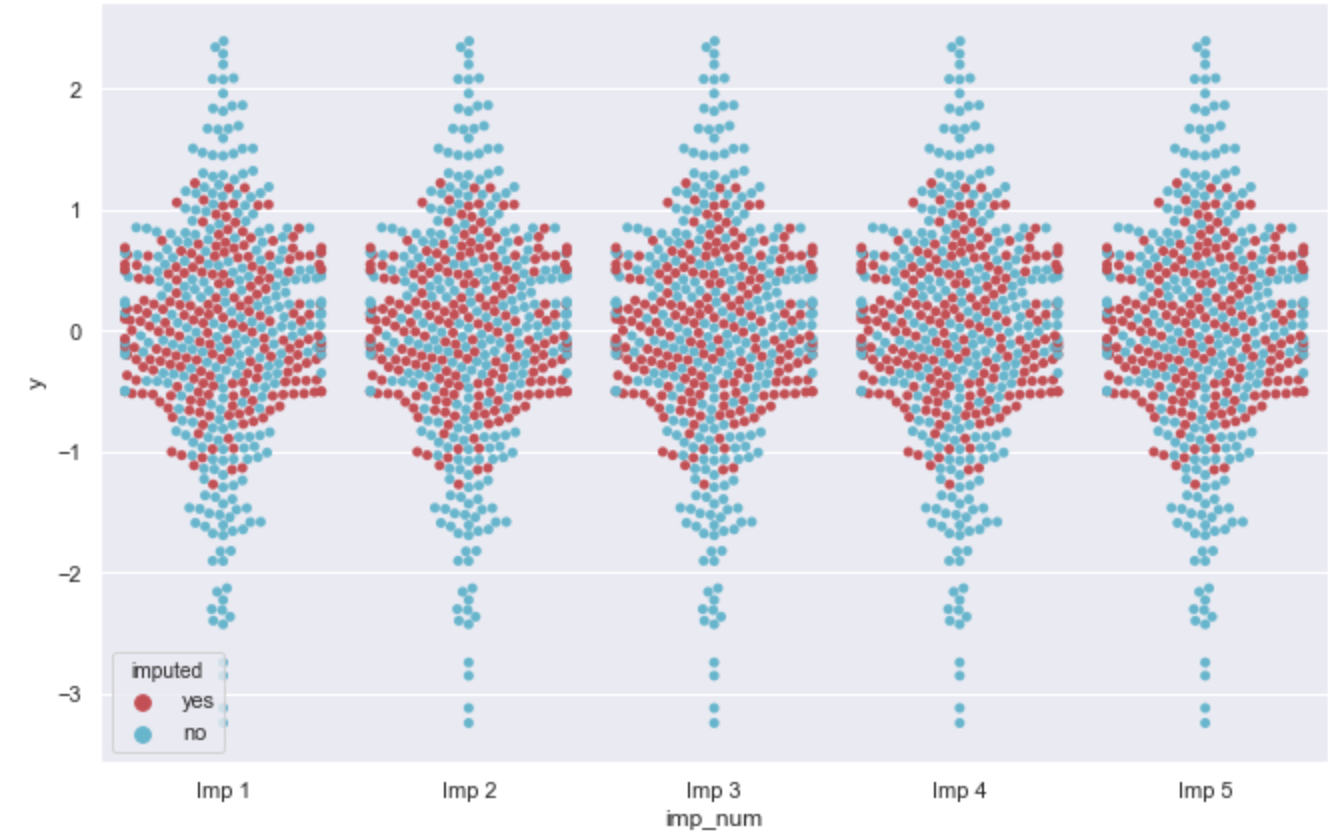 2
1
0
−1
−2
−3
y
imputed
yes
no
Imp 1
Imp 2
Imp 3
Imp 4
Imp 5
imp_num